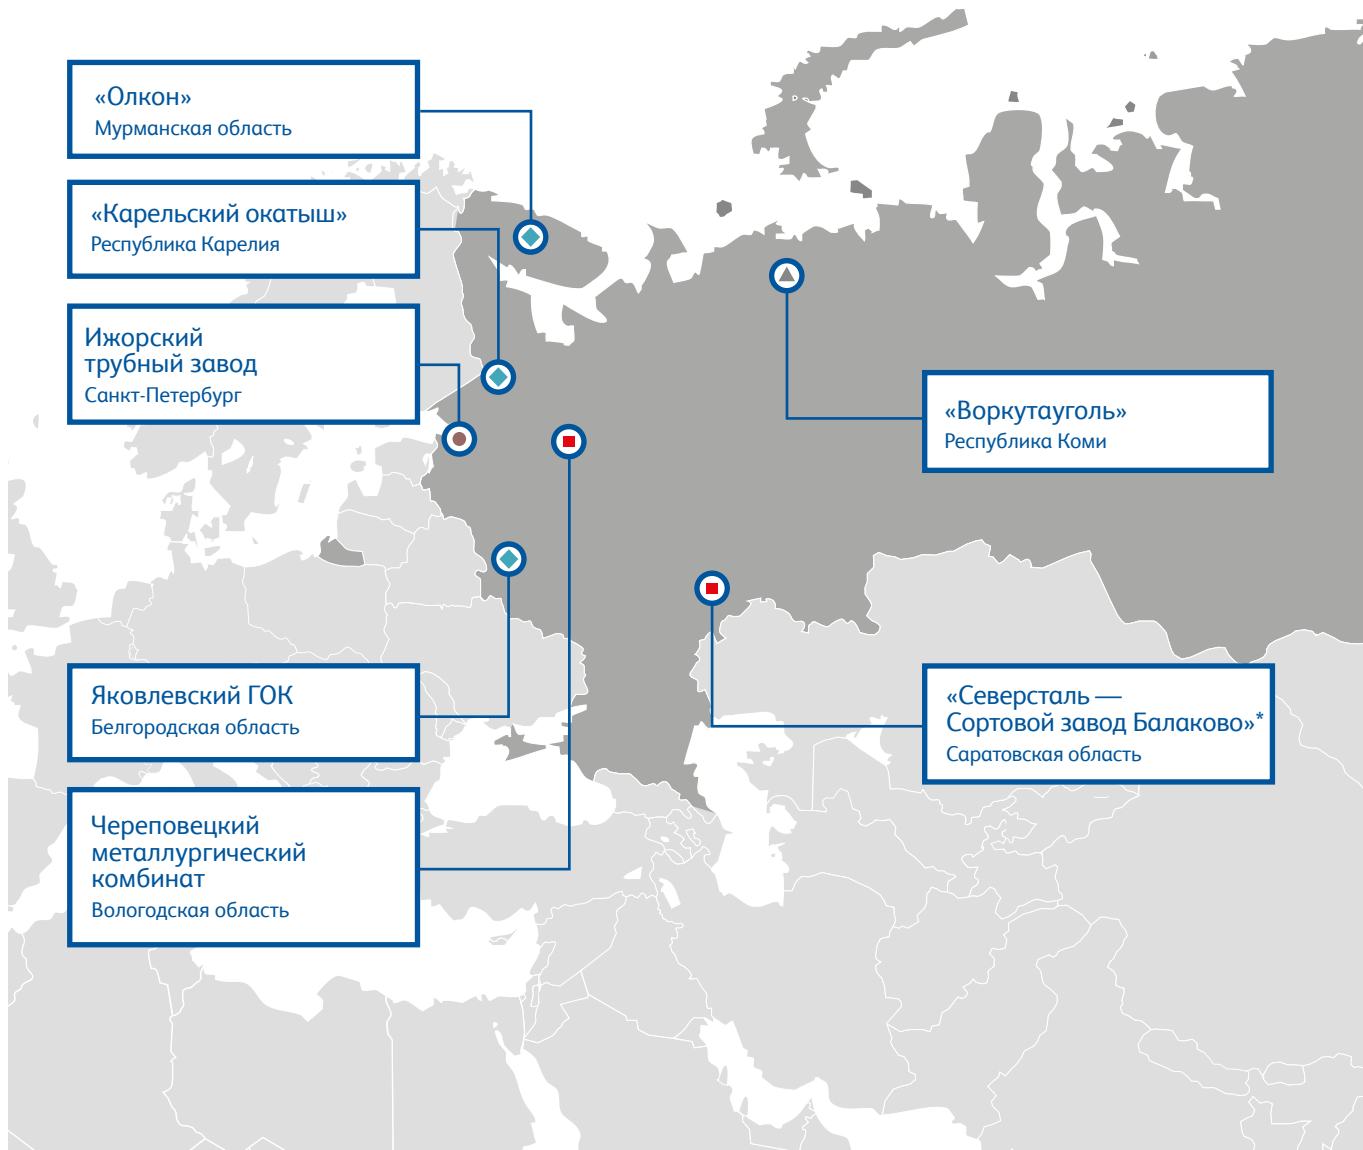 «Олкон»
Мурманская область
«Карельский окатыш»
Республика Карелия
Ижорский
трубный завод
Санкт-Петербург
«Воркутауголь»
Республика Коми
Яковлевский ГОК
Белгородская область
«Северсталь —
Сортовой завод Балаково»*
Саратовская область
Череповецкий
металлургический
комбинат
Вологодская область